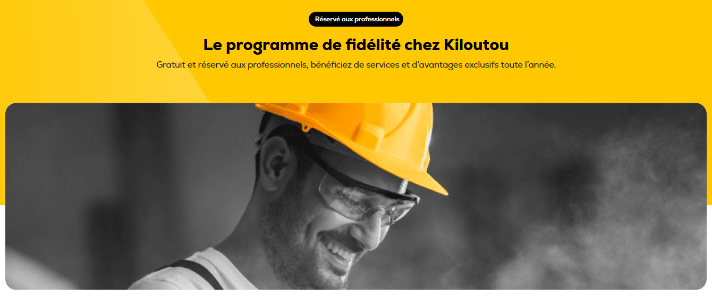 Réservé aux professionnels
Le programme de fidélité chez Kiloutou
Gratuit et réservé aux professionnels, bénéficiez de services et d'avantages exclusifs toute l'année.